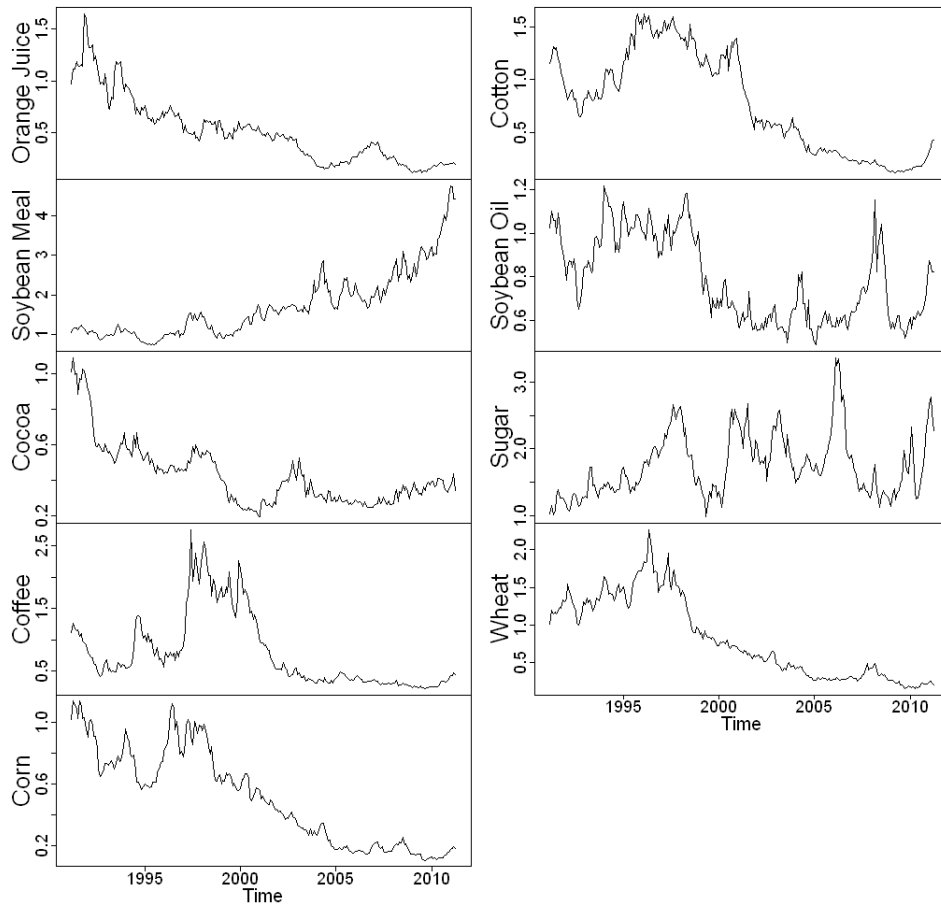 Orange Juice
0.5 1.0 1.5
Soybean Meal
1 2 3 4
Cocoa
0.2 0.6 1.0
Coffee
0.5 1.5 2.5
Corn
0.2 0.6 1.0
1995 2000 2005 2010
Time
Cotton
0.5 1.0 1.5
Soybean Oil
0.6 0.8 1.0 1.2
Sugar
1.0 2.0 3.0
Wheat
0.5 1.0 1.5 2.0
1995 2000 2005 2010
Time